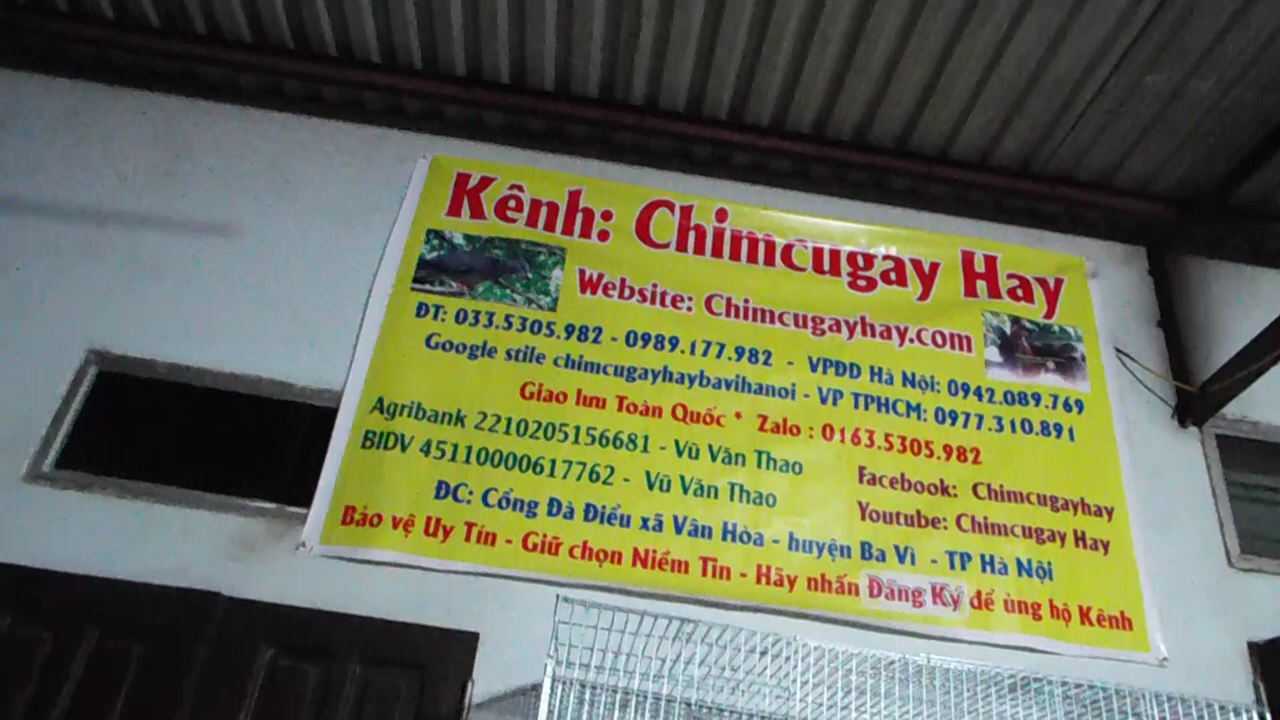 Kênh: Chimcugay Hay
Website: Chimcugayhay.com
ĐT: 033.5305.982 - 0989.177.982 - VPĐD Hà Nội: 0942.089.769
Google stile chimcugayhaybavihanoi - VP TPHCM: 0977.310.891
Giao lưu Toàn Quốc * Zalo : 0163.5305.982
Agribank 2210205156681 - Vũ Văn Thao
BIDV 45110000617762 - Vũ Văn Thao
Facebook: Chimcugayhay
Youtube: Chimcugay Hay
ĐC: Cổng Đà Điểu xã Vân Hòa - huyện Ba Vì - TP Hà Nội
Bảo vệ Uy Tín - Giữ chọn Niềm Tin - Hãy nhấn Đăng Ký để ủng hộ Kênh